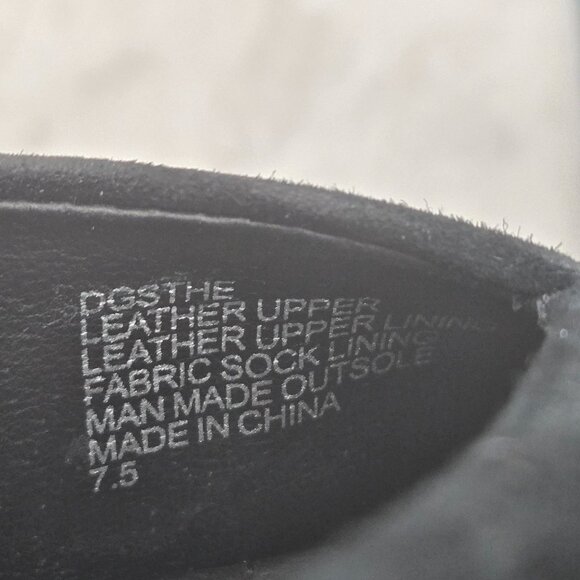 DGSTHE
LEATHER UPPER
LEATHER UPPER LINING
FABRIC SOCK LINING
MAN MADE OUTSOLE
MADE IN CHINA
7.5